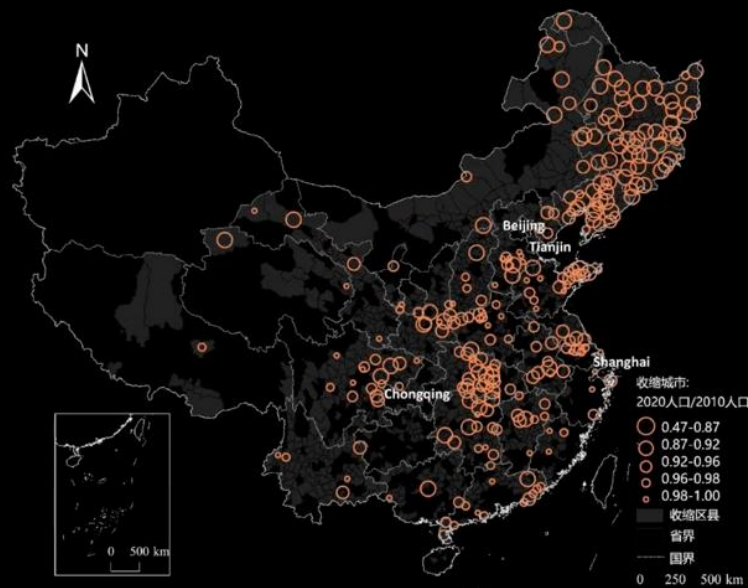 N
Beijing
Tianjin
Shanghai
Chongqing
收缩城市:
2020人口/2010人口
0.47-0.87
0.87-0.92
0.92-0.96
0.96-0.98
0.98-1.00
收缩区县
省界
国界
0 500 km
0 250 500 km